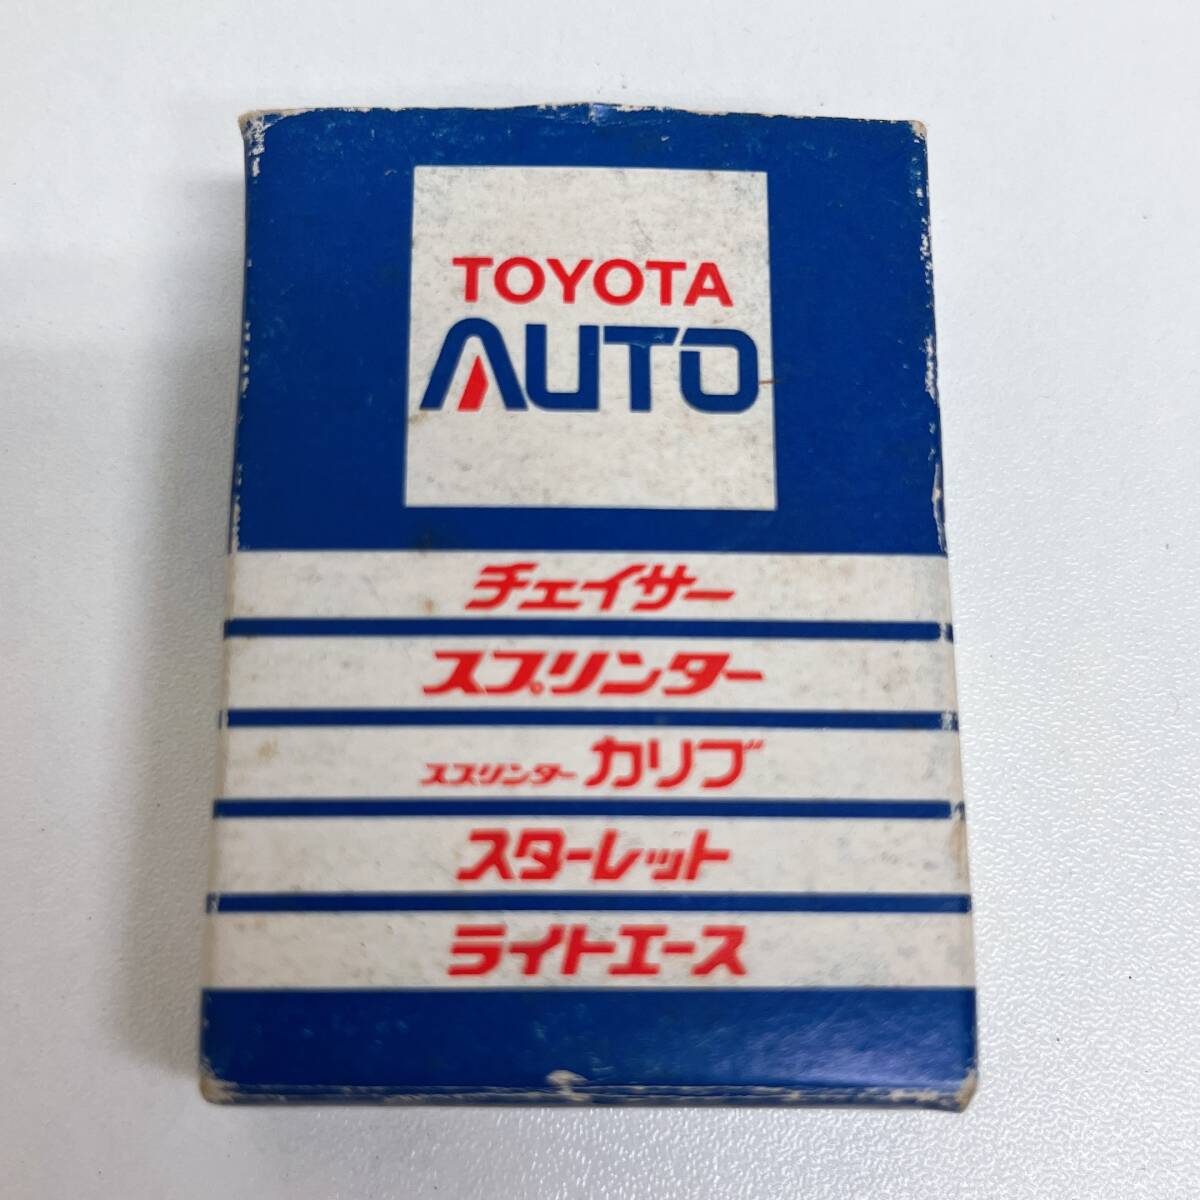 TOYOTA
AUTO
チェイサー
スプリンター
スプリンター カリブ
スターレット
ライトエース